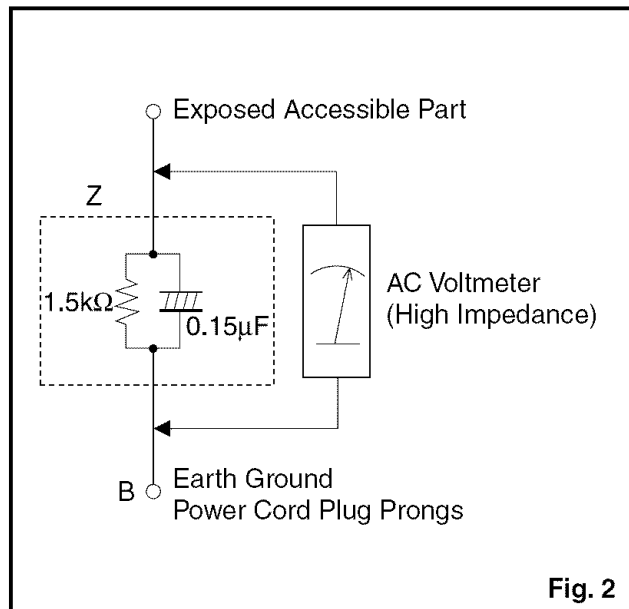 Exposed Accessible Part
Z
1.5kΩ
0.15μF
AC Voltmeter
(High Impedance)
B
Earth Ground
Power Cord Plug Prongs
Fig. 2